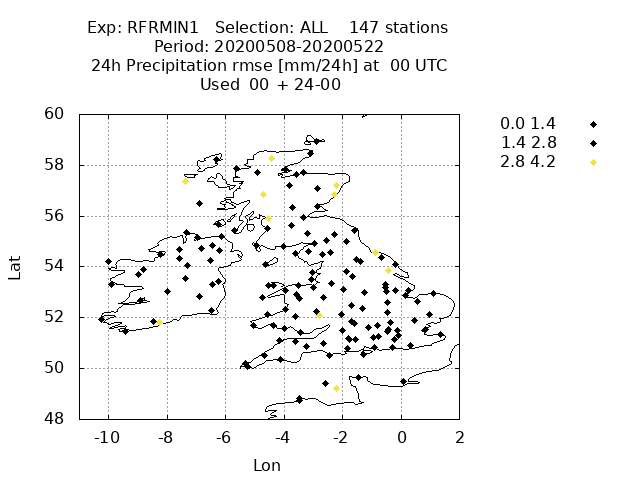 Exp: RFRMIN1 Selection: ALL 147 stations
Period: 20200508-20200522
24h Precipitation rmse [mm/24h] at 00 UTC
Used 00 + 24-00
0.0 1.4
1.4 2.8
2.8 4.2
60
58
56
54
52
50
48
Lat
-10 -8 -6 -4 -2 0 2
Lon